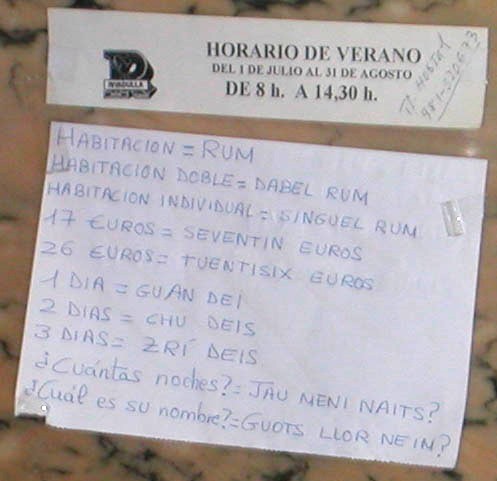 HORARIO DE VERANO
DEL 1 DE JULIO AL 31 DE AGOSTO
DE 8 h. A 14,30 h.
RIVADULLA
HABITACION = RUM
HABITACION DOBLE = DABEL RUM
HABITACION INDIVIDUAL = SINGUEL RUM
17 EUROS = SEVENTIN EUROS
26 EUROS = TUENTISIX EUROS
1 DIA = GUAN DEI
2 DIAS = CHU DEIS
3 DIAS = ZRÍ DEIS
¿Cuántas noches? = JAU MENI NAITS?
¿Cuál es su nombre? = GUOTS LLOR NEIM?